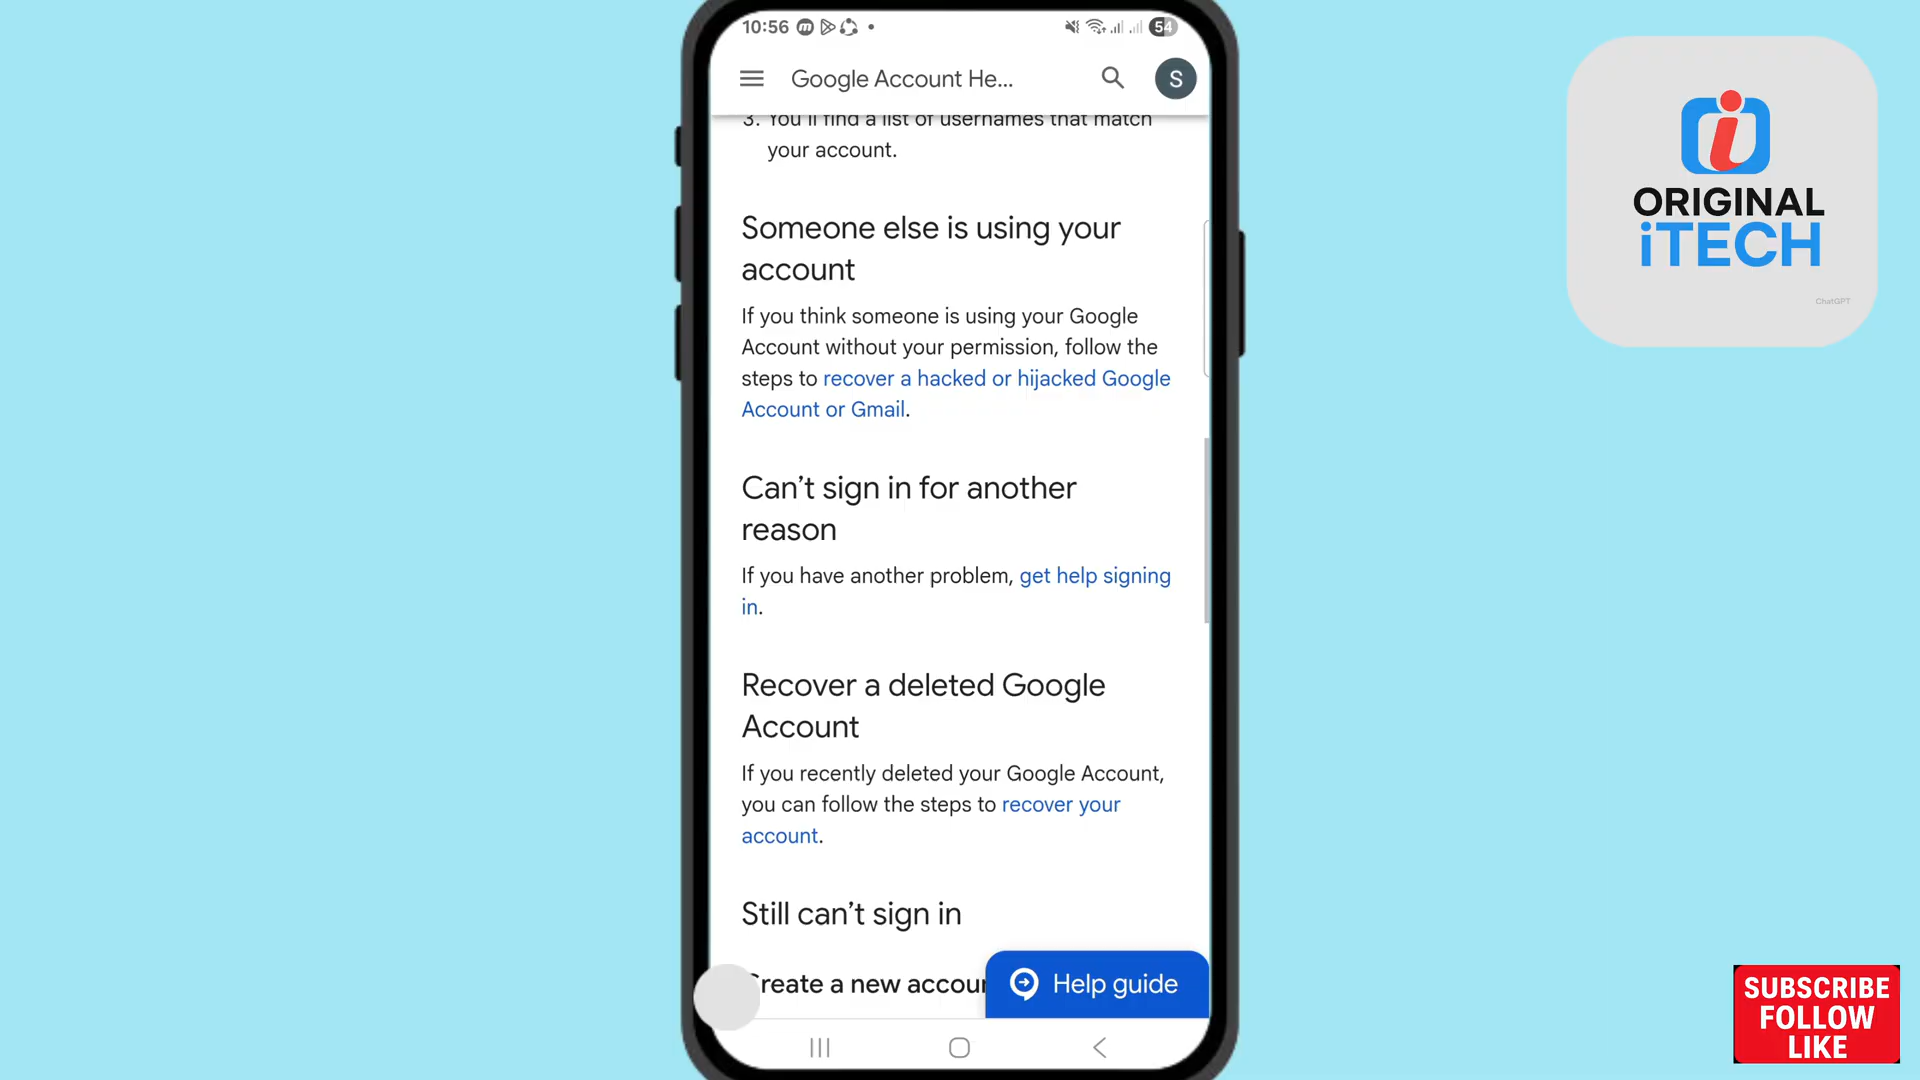 10:56
54
Google Account He...
S
3. You'll find a list of usernames that match
your account.
Someone else is using your
account
If you think someone is using your Google
Account without your permission, follow the
steps to recover a hacked or hijacked Google
Account or Gmail.
Can’t sign in for another
reason
If you have another problem, get help signing
in.
Recover a deleted Google
Account
If you recently deleted your Google Account,
you can follow the steps to recover your
account.
Still can’t sign in
reate a new accou
Help guide
ORIGINAL
iTECH
ChatGPT
SUBSCRIBE
FOLLOW
LIKE